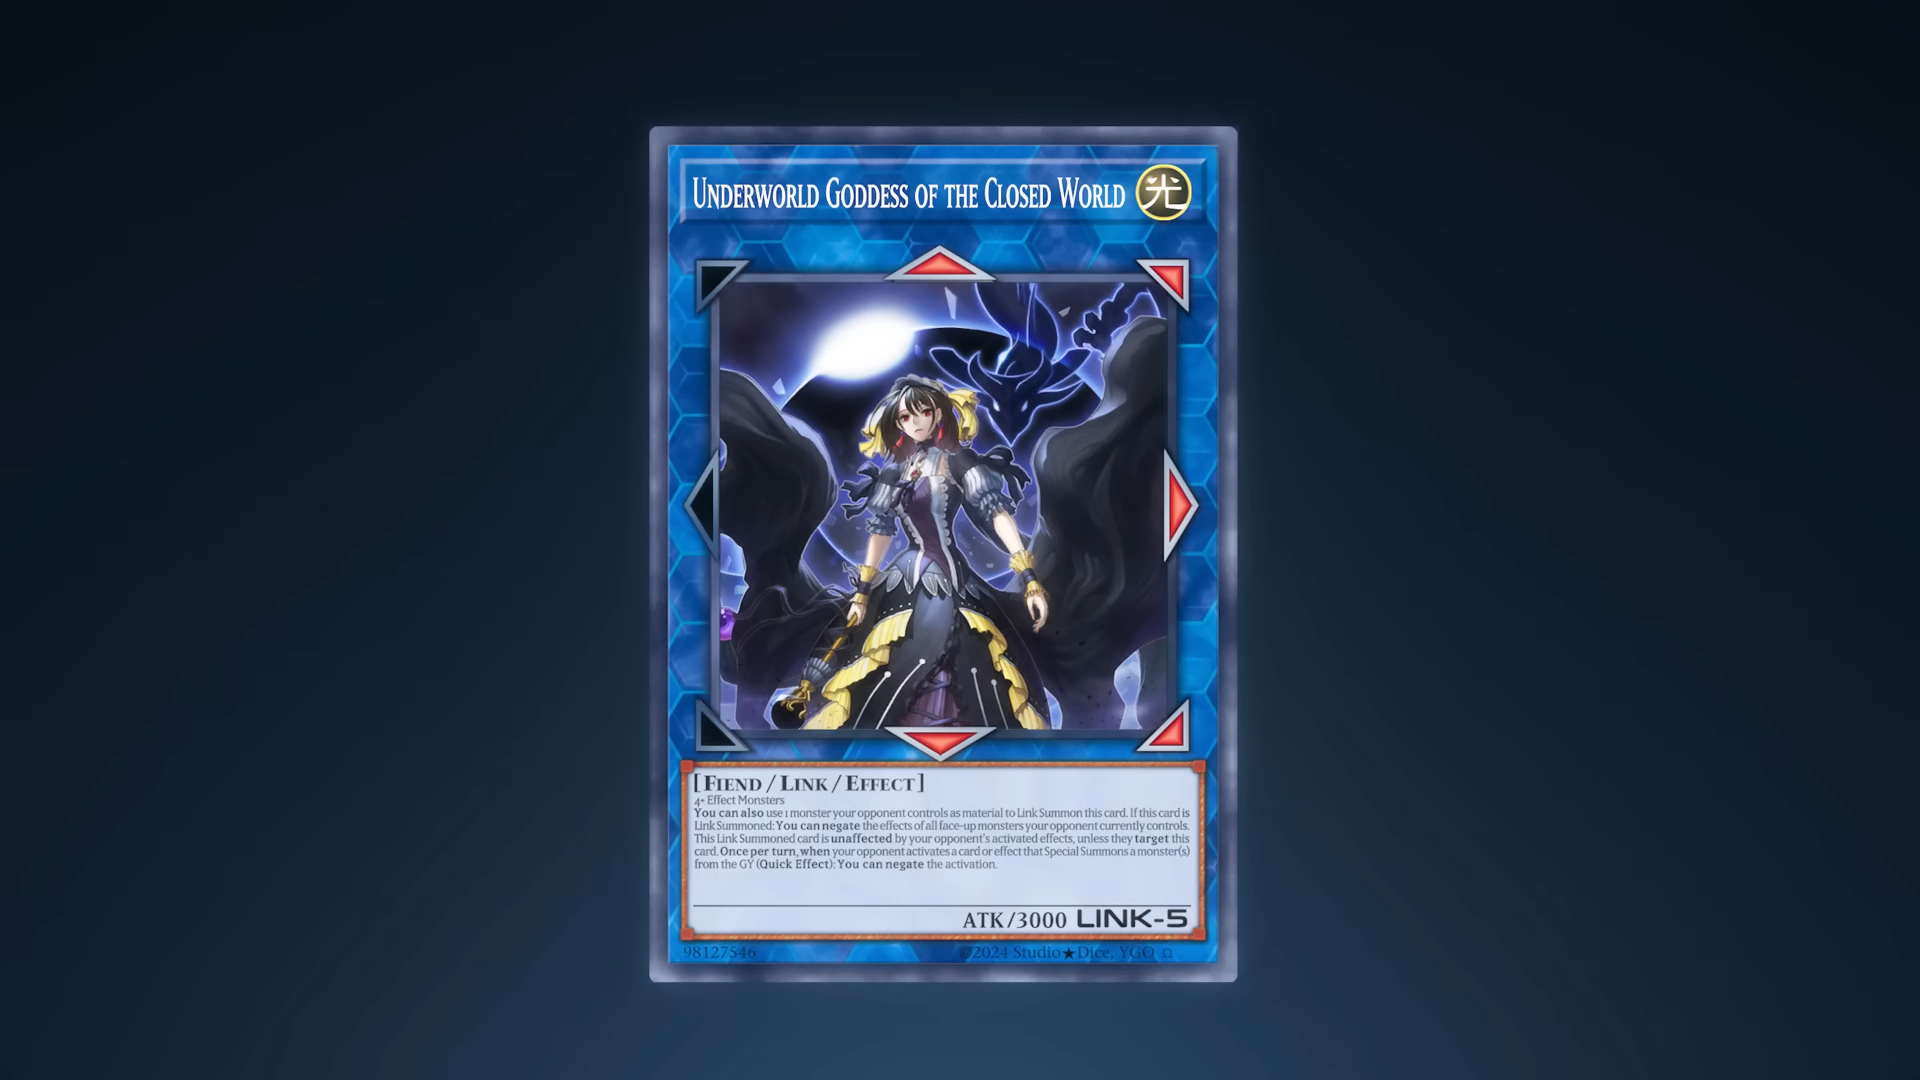 Underworld Goddess of the Closed World 光
[Fiend / Link / Effect]
4+ Effect Monsters
You can also use 1 monster your opponent controls as material to Link Summon this card. If this card is
Link Summoned: You can negate the effects of all face-up monsters your opponent currently controls.
This Link Summoned card is unaffected by your opponent's activated effects, unless they target this
card. Once per turn, when your opponent activates a card or effect that Special Summons a monster(s)
from the GY (Quick Effect): You can negate the activation.
ATK/3000 LINK-5
98127546 ©2024 Studio★Dice, YGO Ω